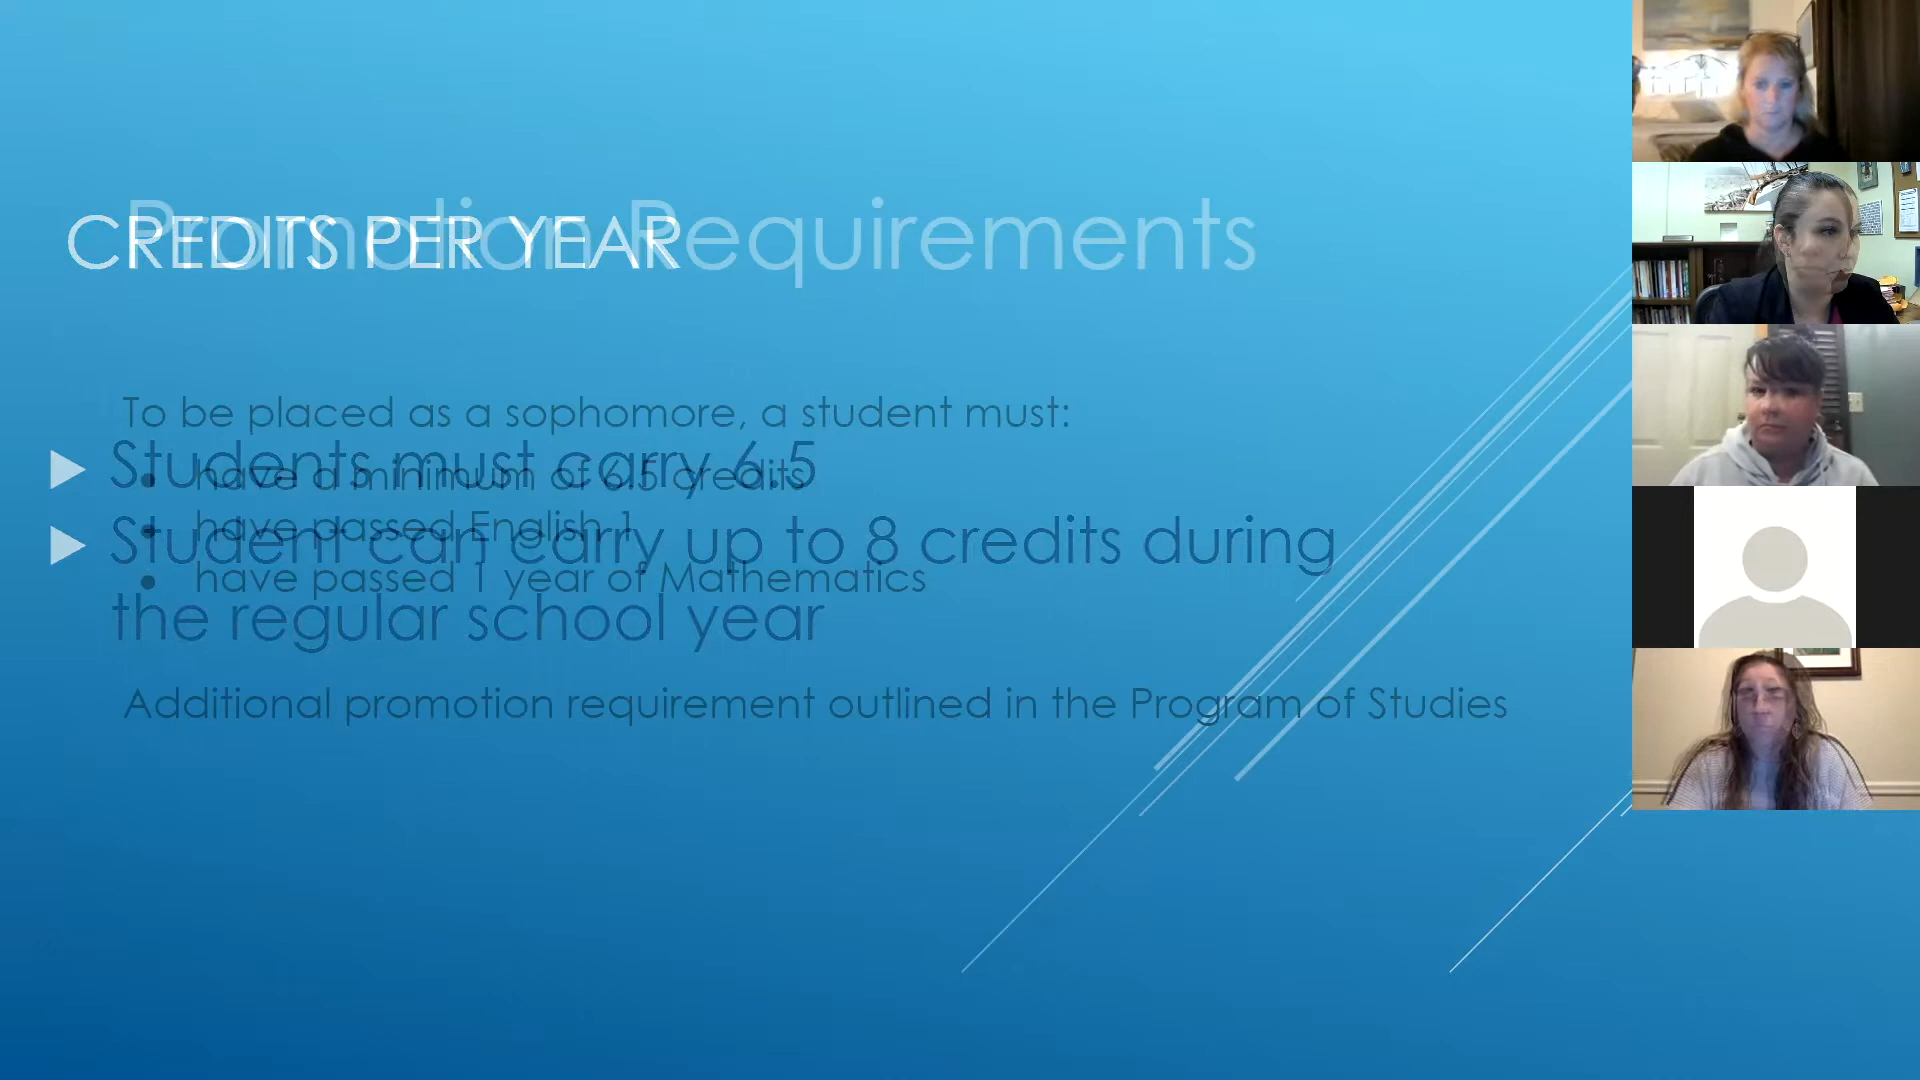 Promotion Requirements
CREDITS PER YEAR
To be placed as a sophomore, a student must:
Students must carry 6.5
• have a minimum of 6.5 credits
• have passed English 1
Student can carry up to 8 credits during
• have passed 1 year of Mathematics
the regular school year
Additional promotion requirement outlined in the Program of Studies